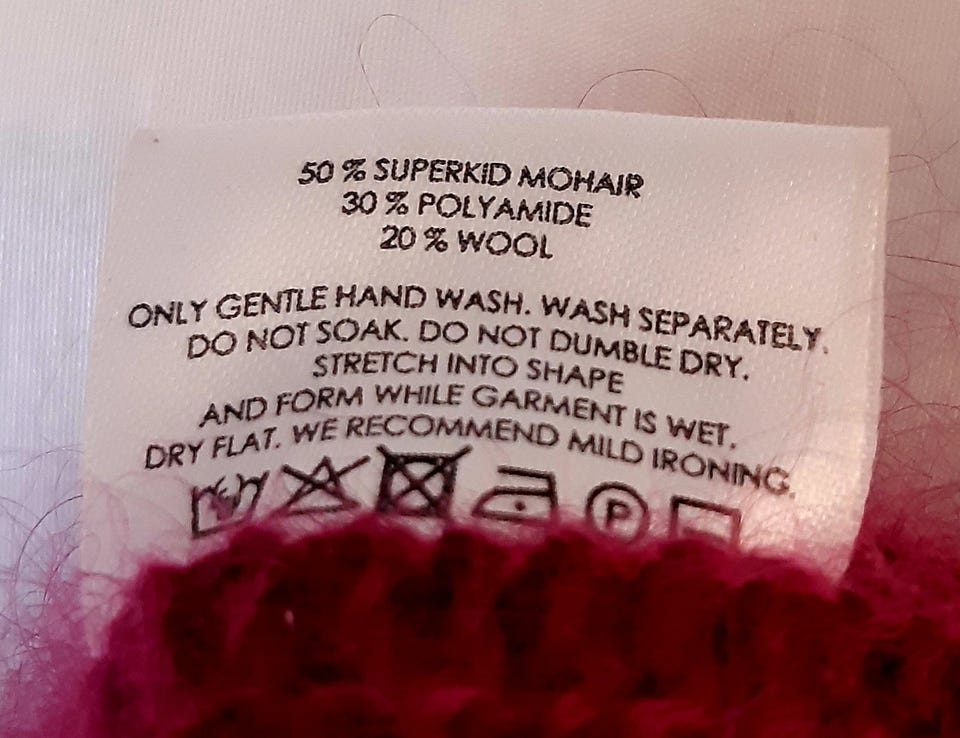 50 % SUPERKID MOHAIR
30 % POLYAMIDE
20 % WOOL
ONLY GENTLE HAND WASH. WASH SEPARATELY.
DO NOT SOAK. DO NOT DUMBLE DRY.
STRETCH INTO SHAPE
AND FORM WHILE GARMENT IS WET.
DRY FLAT. WE RECOMMEND MILD IRONING.
P